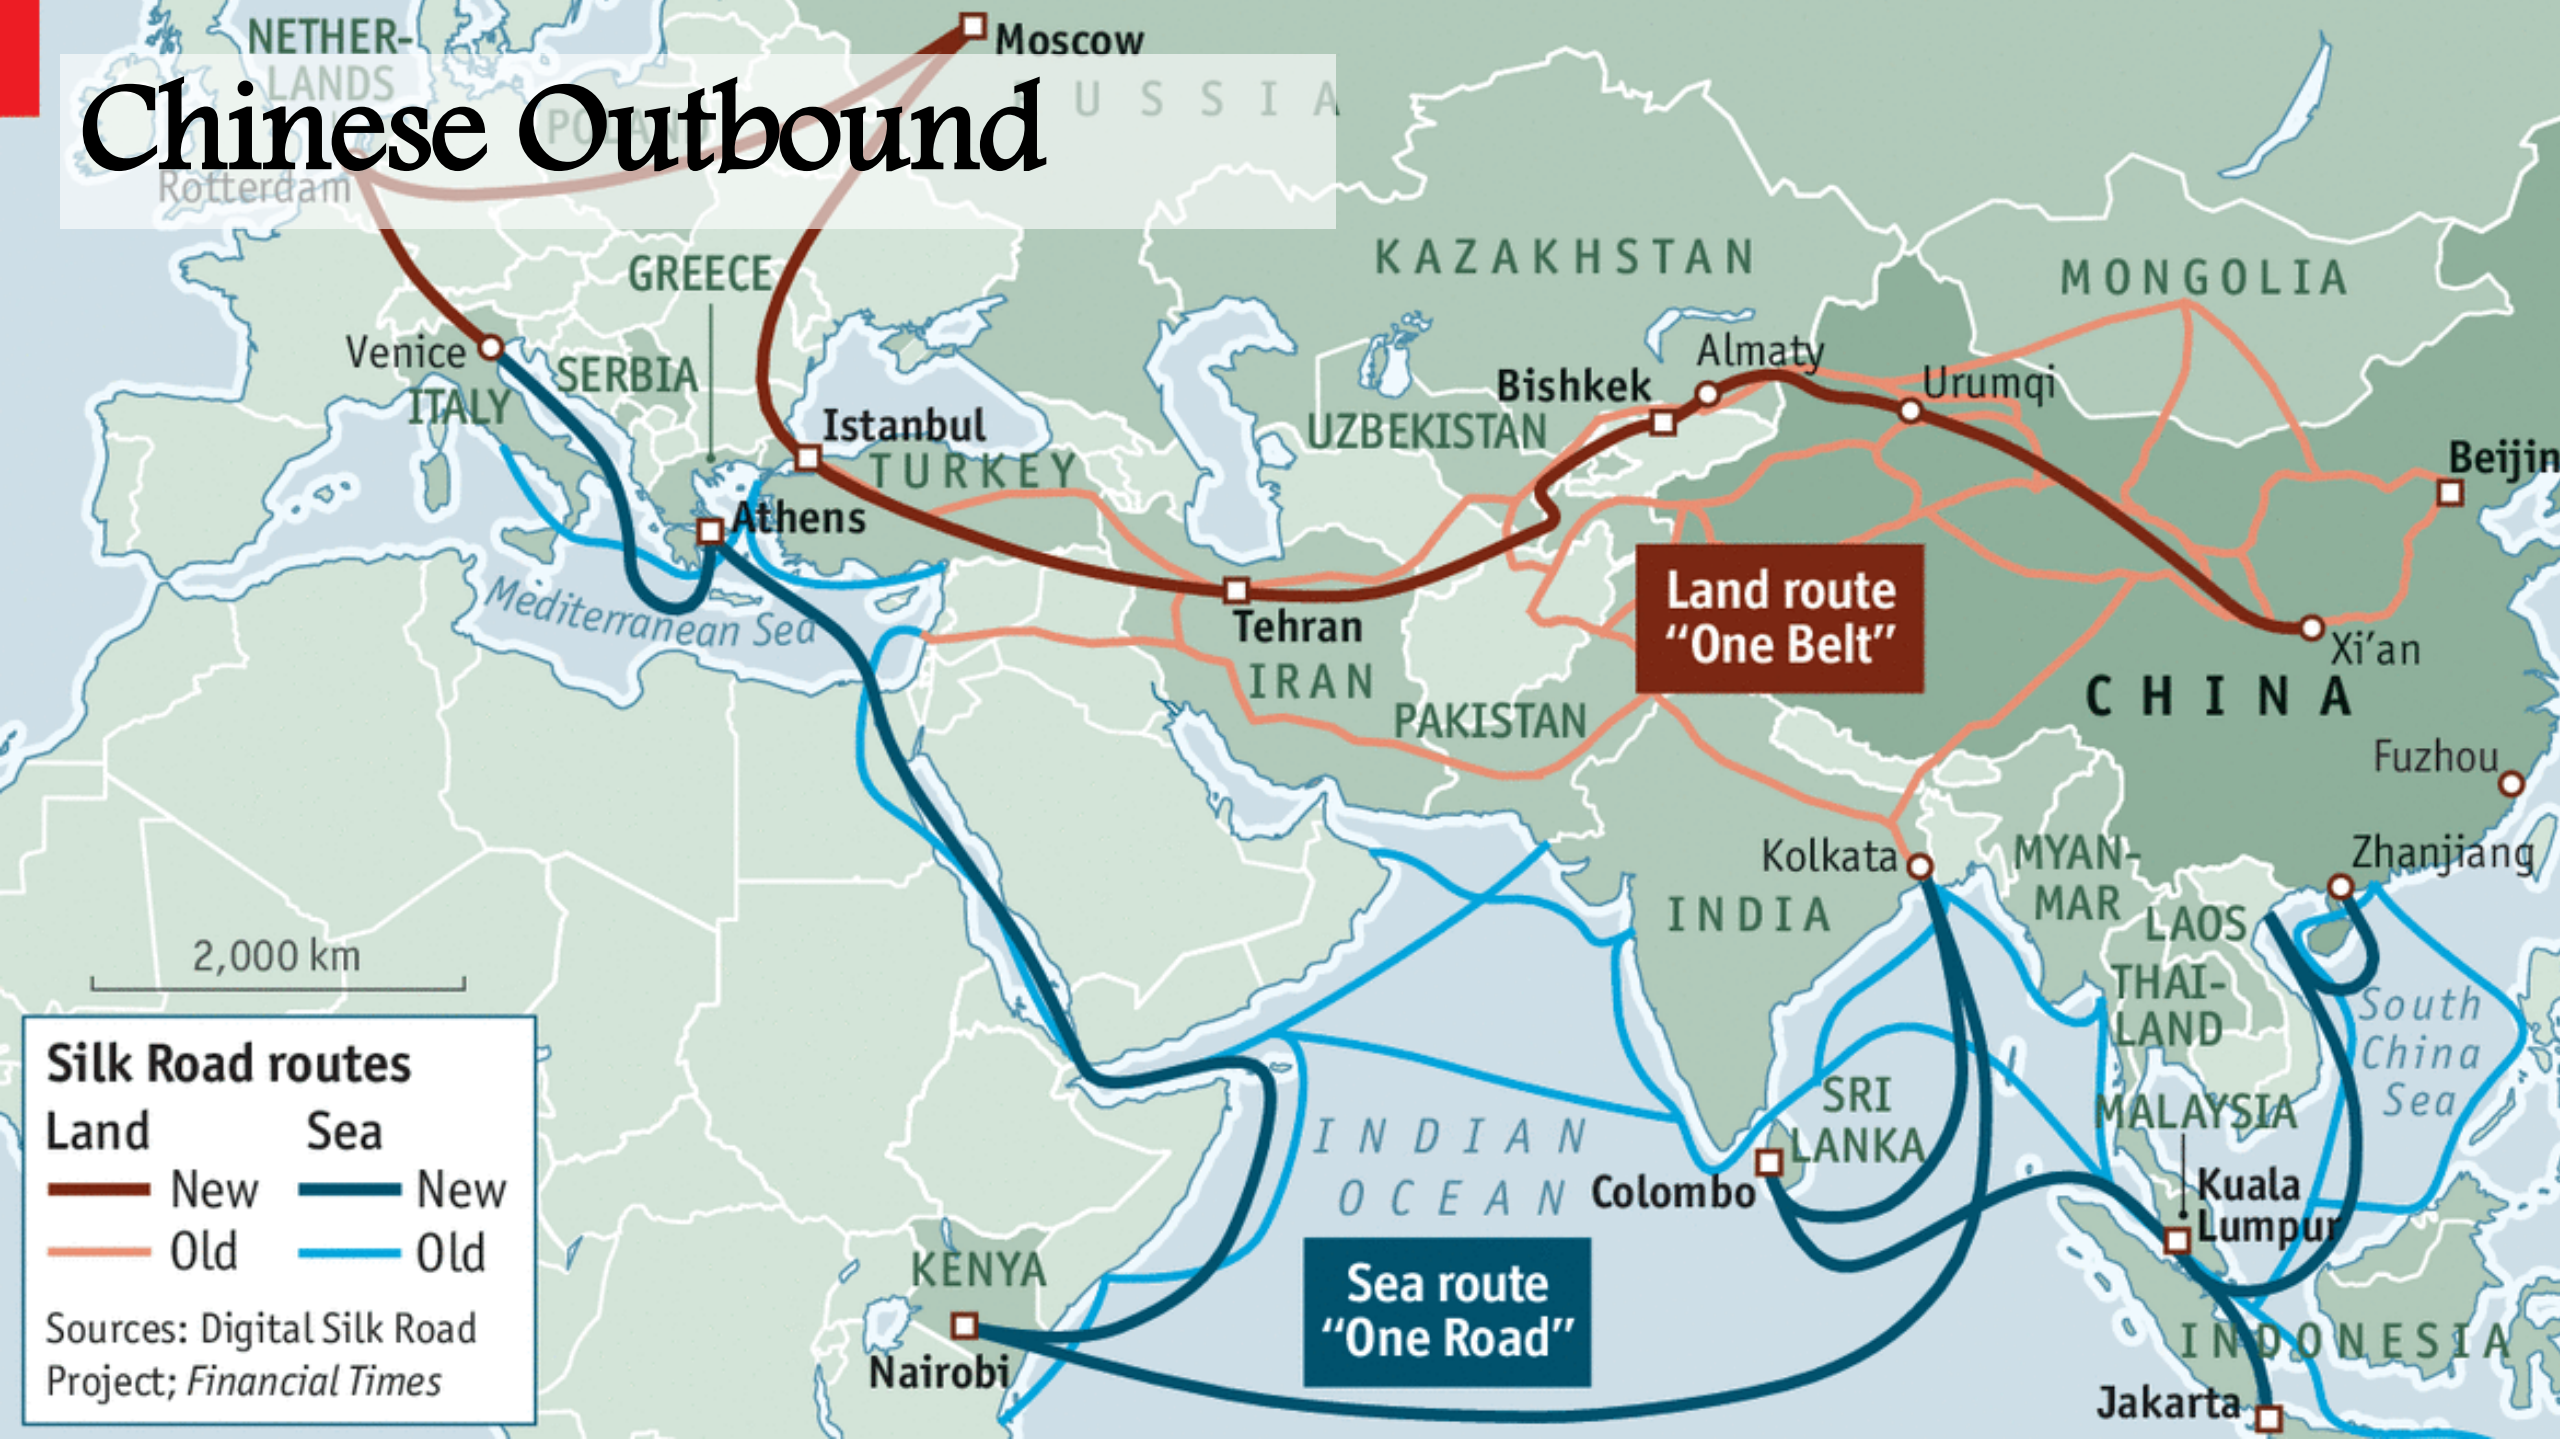 NETHER-
LANDS
Moscow
RUSSIA
Chinese Outbound
POLAND
Rotterdam
KAZAKHSTAN
MONGOLIA
GREECE
Venice
ITALY
SERBIA
Almaty
Bishkek
Urumqi
UZBEKISTAN
Istanbul
TURKEY
Beijin
Athens
Mediterranean Sea
Land route
“One Belt”
Tehran
IRAN
Xi’an
CHINA
PAKISTAN
Fuzhou
Kolkata
MYAN-
MAR
Zhanjiang
INDIA
LAOS
THAI-
LAND
South
China
Sea
2,000 km
SRI
LANKA
MALAYSIA
INDIAN
OCEAN
Colombo
Kuala
Lumpur
KENYA
Nairobi
Sea route
“One Road”
INDONESIA
Jakarta
Silk Road routes
Land Sea
New New
Old Old
Sources: Digital Silk Road
Project; Financial Times